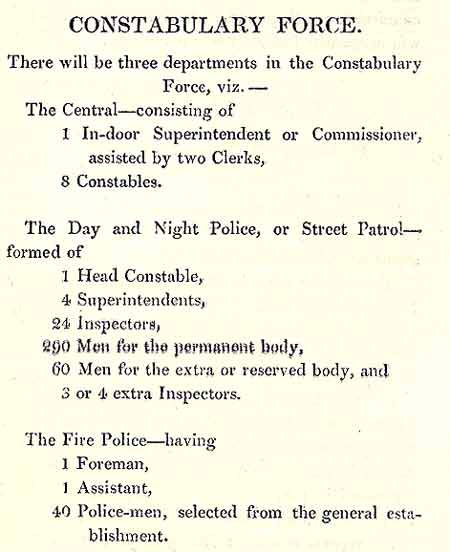 CONSTABULARY FORCE.
There will be three departments in the Constabulary
Force, viz. —
The Central—consisting of
1 In-door Superintendent or Commissioner,
assisted by two Clerks,
8 Constables.
The Day and Night Police, or Street Patrol—
formed of
1 Head Constable,
4 Superintendents,
24 Inspectors,
290 Men for the permanent body,
60 Men for the extra or reserved body, and
3 or 4 extra Inspectors.
The Fire Police—having
1 Foreman,
1 Assistant,
40 Police-men, selected from the general esta-
blishment.